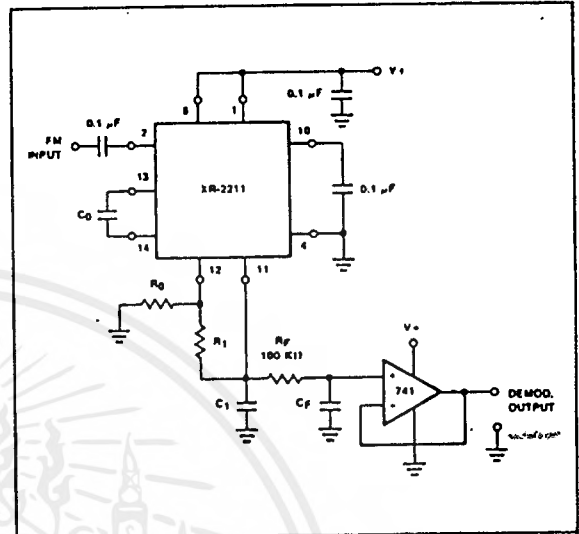 V+
0.1 μF
6
1
0.1 μF
FM
INPUT
2
10
13
XR-2211
0.1 μF
C0
14
4
12
11
R0
R1
RF
100 KΩ
V+
+
741
-
DEMOD.
OUTPUT
C1
CF